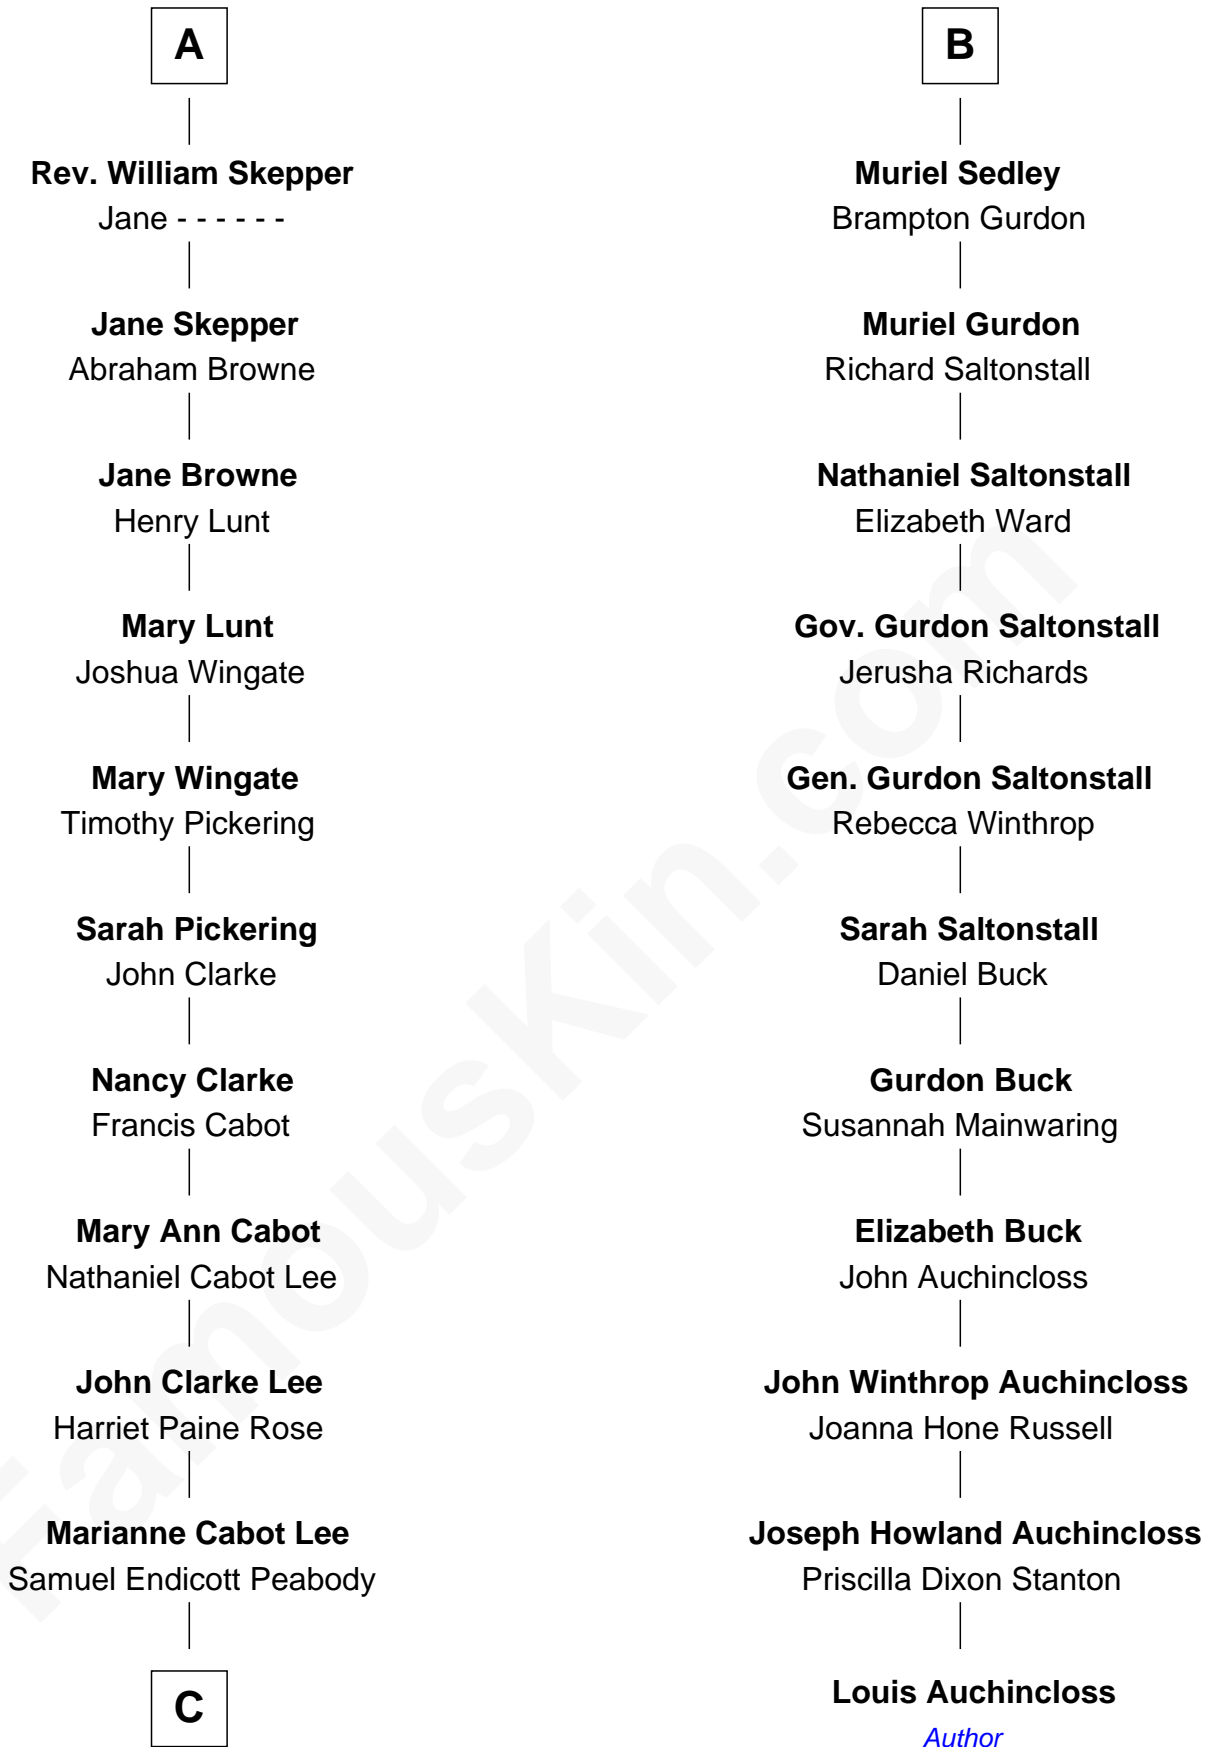 A
Rev. William Skepper
Jane - - - - - -
Jane Skepper
Abraham Browne
Jane Browne
Henry Lunt
Mary Lunt
Joshua Wingate
Mary Wingate
Timothy Pickering
Sarah Pickering
John Clarke
Nancy Clarke
Francis Cabot
Mary Ann Cabot
Nathaniel Cabot Lee
John Clarke Lee
Harriet Paine Rose
Marianne Cabot Lee
Samuel Endicott Peabody
C
B
Muriel Sedley
Brampton Gurdon
Muriel Gurdon
Richard Saltonstall
Nathaniel Saltonstall
Elizabeth Ward
Gov. Gurdon Saltonstall
Jerusha Richards
Gen. Gurdon Saltonstall
Rebecca Winthrop
Sarah Saltonstall
Daniel Buck
Gurdon Buck
Susannah Mainwaring
Elizabeth Buck
John Auchincloss
John Winthrop Auchincloss
Joanna Hone Russell
Joseph Howland Auchincloss
Priscilla Dixon Stanton
Louis Auchincloss
Author
FamousKin.com